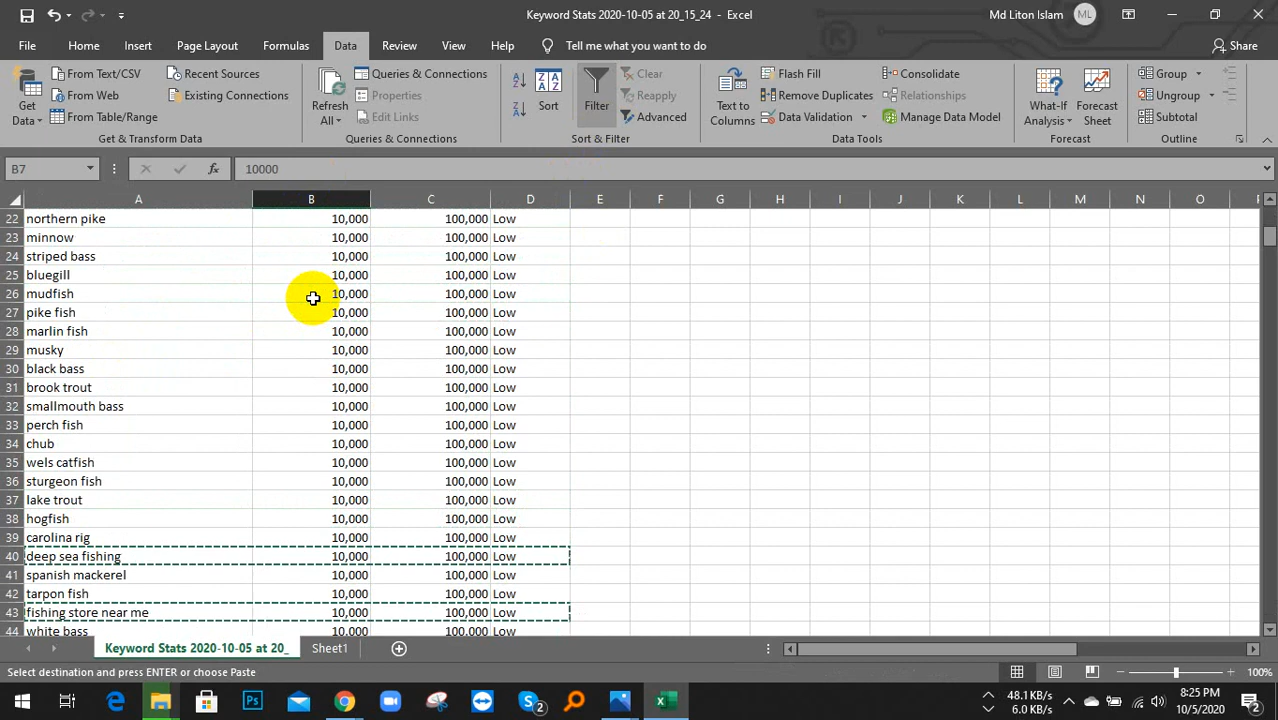 Keyword Stats 2020-10-05 at 20_15_24 - Excel
Md Liton Islam
ML
File
Home
Insert
Page Layout
Formulas
Data
Review
View
Help
Tell me what you want to do
Share
Get Data
From Text/CSV
From Web
From Table/Range
Recent Sources
Existing Connections
Get & Transform Data
Refresh All
Queries & Connections
Properties
Edit Links
Queries & Connections
Sort
Filter
Clear
Reapply
Advanced
Sort & Filter
Text to Columns
Flash Fill
Remove Duplicates
Data Validation
Consolidate
Relationships
Manage Data Model
Data Tools
What-If Analysis
Forecast Sheet
Forecast
Group
Ungroup
Subtotal
Outline
B7
fx
10000
A B C D E F G H I J K L M N O
22 northern pike 10,000 100,000 Low
23 minnow 10,000 100,000 Low
24 striped bass 10,000 100,000 Low
25 bluegill 10,000 100,000 Low
26 mudfish 10,000 100,000 Low
27 pike fish 10,000 100,000 Low
28 marlin fish 10,000 100,000 Low
29 musky 10,000 100,000 Low
30 black bass 10,000 100,000 Low
31 brook trout 10,000 100,000 Low
32 smallmouth bass 10,000 100,000 Low
33 perch fish 10,000 100,000 Low
34 chub 10,000 100,000 Low
35 wels catfish 10,000 100,000 Low
36 sturgeon fish 10,000 100,000 Low
37 lake trout 10,000 100,000 Low
38 hogfish 10,000 100,000 Low
39 carolina rig 10,000 100,000 Low
40 deep sea fishing 10,000 100,000 Low
41 spanish mackerel 10,000 100,000 Low
42 tarpon fish 10,000 100,000 Low
43 fishing store near me 10,000 100,000 Low
44 white bass 10,000 100,000 Low
Keyword Stats 2020-10-05 at 20_
Sheet1
Select destination and press ENTER or choose Paste
100%
48.1 KB/s
6.0 KB/s
8:25 PM
10/5/2020
2
2